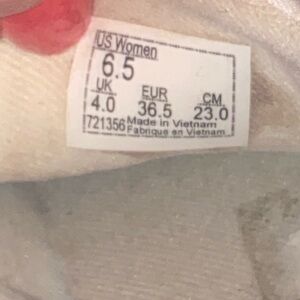 US Women
6.5
UK EUR CM
4.0 36.5 23.0
721356 Made in Vietnam
Fabrique en Vietnam